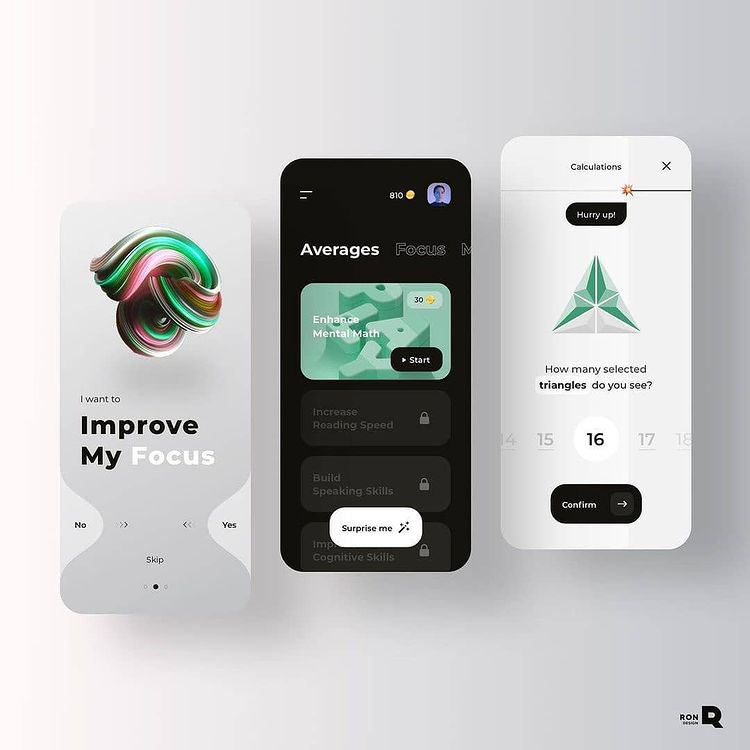 I want to
Improve
My Focus
No
Yes
Skip
810
Averages Focus M
30
Enhance
Mental Math
Start
Increase
Reading Speed
Build
Speaking Skills
Surprise me
Cognitive Skills
Calculations
Hurry up!
How many selected
triangles do you see?
14 15 16 17 18
Confirm
RON
DESIGN